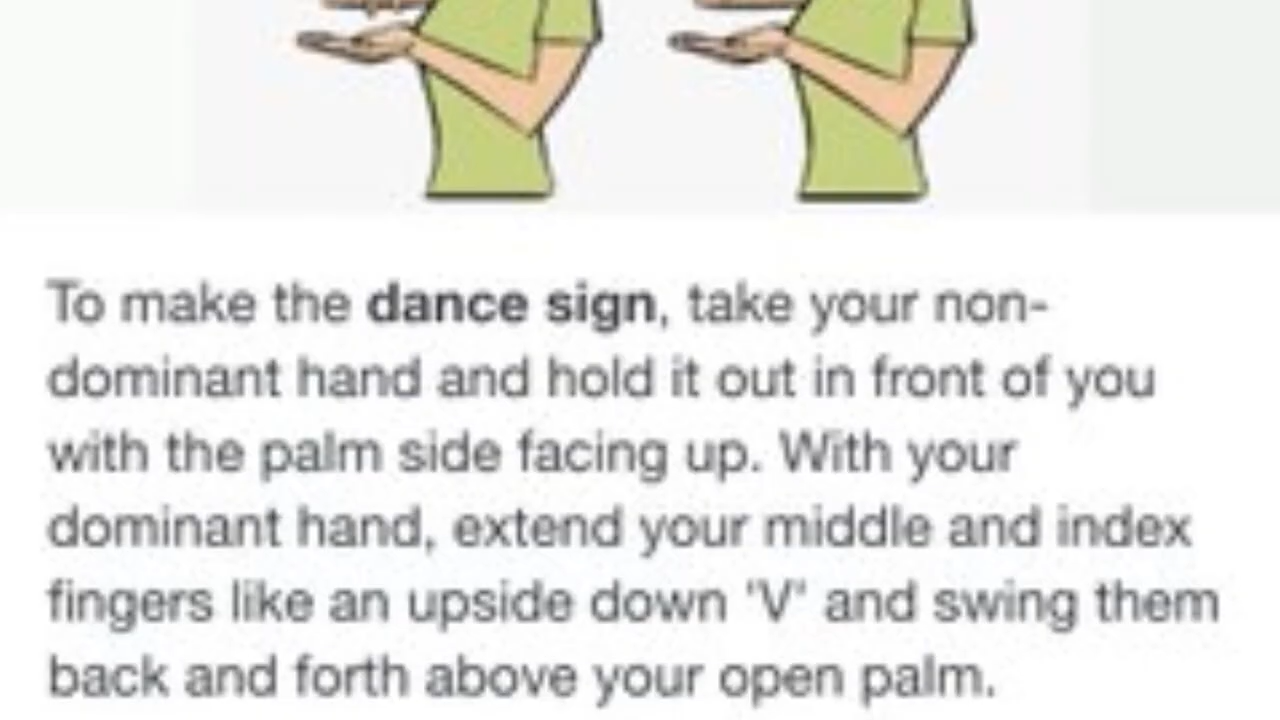 To make the dance sign, take your non-
dominant hand and hold it out in front of you
with the palm side facing up. With your
dominant hand, extend your middle and index
fingers like an upside down 'V' and swing them
back and forth above your open palm.